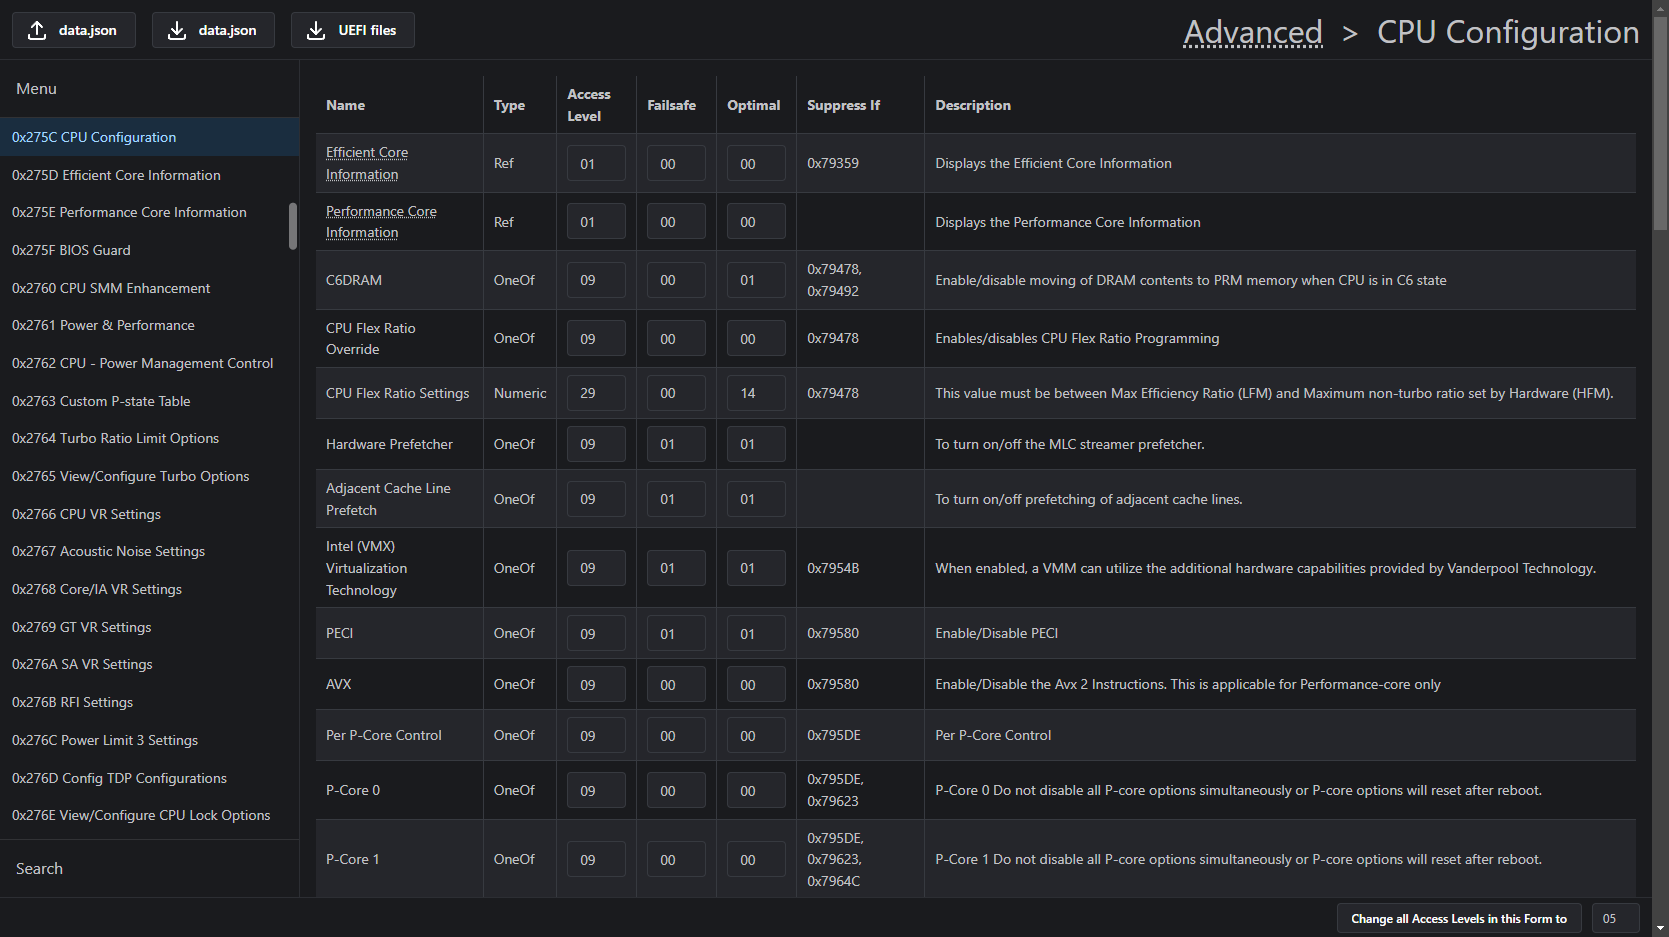 data.json
data.json
UEFI files
Advanced > CPU Configuration
Menu
0x275C CPU Configuration
0x275D Efficient Core Information
0x275E Performance Core Information
0x275F BIOS Guard
0x2760 CPU SMM Enhancement
0x2761 Power & Performance
0x2762 CPU - Power Management Control
0x2763 Custom P-state Table
0x2764 Turbo Ratio Limit Options
0x2765 View/Configure Turbo Options
0x2766 CPU VR Settings
0x2767 Acoustic Noise Settings
0x2768 Core/IA VR Settings
0x2769 GT VR Settings
0x276A SA VR Settings
0x276B RFI Settings
0x276C Power Limit 3 Settings
0x276D Config TDP Configurations
0x276E View/Configure CPU Lock Options
Search
Name Type Access Level Failsafe Optimal Suppress If Description
Efficient Core Information Ref 01 00 00 0x79359 Displays the Efficient Core Information
Performance Core Information Ref 01 00 00 Displays the Performance Core Information
C6DRAM OneOf 09 00 01 0x79478, 0x79492 Enable/disable moving of DRAM contents to PRM memory when CPU is in C6 state
CPU Flex Ratio Override OneOf 09 00 00 0x79478 Enables/disables CPU Flex Ratio Programming
CPU Flex Ratio Settings Numeric 29 00 14 0x79478 This value must be between Max Efficiency Ratio (LFM) and Maximum non-turbo ratio set by Hardware (HFM).
Hardware Prefetcher OneOf 09 01 01 To turn on/off the MLC streamer prefetcher.
Adjacent Cache Line Prefetch OneOf 09 01 01 To turn on/off prefetching of adjacent cache lines.
Intel (VMX) Virtualization Technology OneOf 09 01 01 0x7954B When enabled, a VMM can utilize the additional hardware capabilities provided by Vanderpool Technology.
PECI OneOf 09 01 01 0x79580 Enable/Disable PECI
AVX OneOf 09 00 00 0x79580 Enable/Disable the Avx 2 Instructions. This is applicable for Performance-core only
Per P-Core Control OneOf 09 00 00 0x795DE Per P-Core Control
P-Core 0 OneOf 09 00 00 0x795DE, 0x79623 P-Core 0 Do not disable all P-core options simultaneously or P-core options will reset after reboot.
P-Core 1 OneOf 09 00 00 0x795DE, 0x79623, 0x7964C P-Core 1 Do not disable all P-core options simultaneously or P-core options will reset after reboot.
Change all Access Levels in this Form to 05